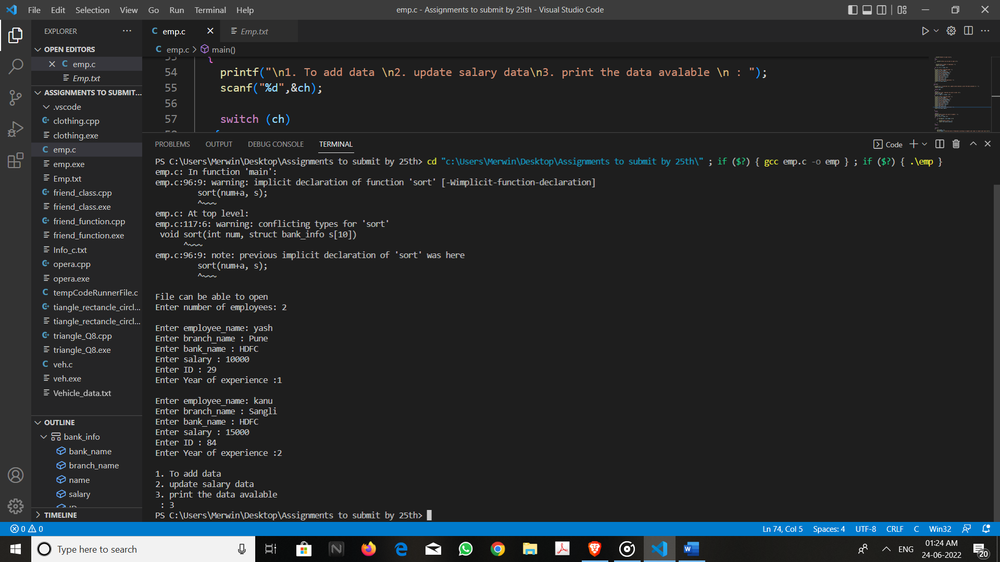 File Edit Selection View Go Run Terminal Help
emp.c - Assignments to submit by 25th - Visual Studio Code
EXPLORER
OPEN EDITORS
emp.c
Emp.txt
ASSIGNMENTS TO SUBMIT...
.vscode
clothing.cpp
clothing.exe
emp.c
emp.exe
Emp.txt
friend_class.cpp
friend_class.exe
friend_function.cpp
friend_function.exe
Info_c.txt
opera.cpp
opera.exe
tempCodeRunnerFile.c
tiangle_rectancle_circl...
tiangle_rectancle_circl...
triangle_Q8.cpp
triangle_Q8.exe
veh.c
veh.exe
Vehicle_data.txt
OUTLINE
bank_info
bank_name
branch_name
name
salary
TIMELINE
emp.c
Emp.txt
emp.c > main()
53 {
54 printf("\n1. To add data \n2. update salary data\n3. print the data avalable \n : ");
55 scanf("%d",&ch);
56
57 switch (ch)
58 {
PROBLEMS OUTPUT DEBUG CONSOLE TERMINAL
Code
PS C:\Users\Merwin\Desktop\Assignments to submit by 25th> cd "c:\Users\Merwin\Desktop\Assignments to submit by 25th\" ; if ($?) { gcc emp.c -o emp } ; if ($?) { .\emp }
emp.c: In function 'main':
emp.c:96:9: warning: implicit declaration of function 'sort' [-Wimplicit-function-declaration]
sort(num+a, s);
^~~~
emp.c: At top level:
emp.c:117:6: warning: conflicting types for 'sort'
void sort(int num, struct bank_info s[10])
^~~~
emp.c:96:9: note: previous implicit declaration of 'sort' was here
sort(num+a, s);
^~~~
File can be able to open
Enter number of employees: 2
Enter employee_name: yash
Enter branch_name : Pune
Enter bank_name : HDFC
Enter salary : 10000
Enter ID : 29
Enter Year of experience :1
Enter employee_name: kanu
Enter branch_name : Sangli
Enter bank_name : HDFC
Enter salary : 15000
Enter ID : 84
Enter Year of experience :2
1. To add data
2. update salary data
3. print the data avalable
: 3
PS C:\Users\Merwin\Desktop\Assignments to submit by 25th>
0 0
Ln 74, Col 5 Spaces: 4 UTF-8 CRLF C Win32
Type here to search
ENG
01:24 AM
24-06-2022
20